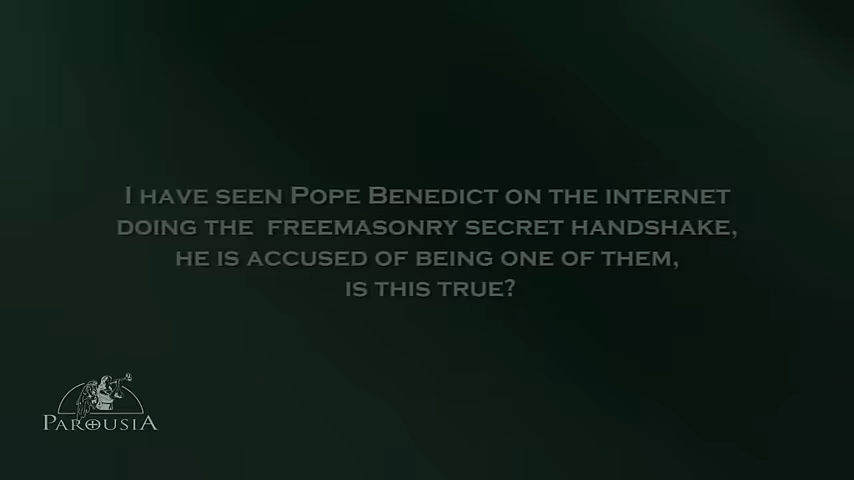 I HAVE SEEN POPE BENEDICT ON THE INTERNET
DOING THE FREEMASONRY SECRET HANDSHAKE,
HE IS ACCUSED OF BEING ONE OF THEM,
IS THIS TRUE?
PAROUSIA